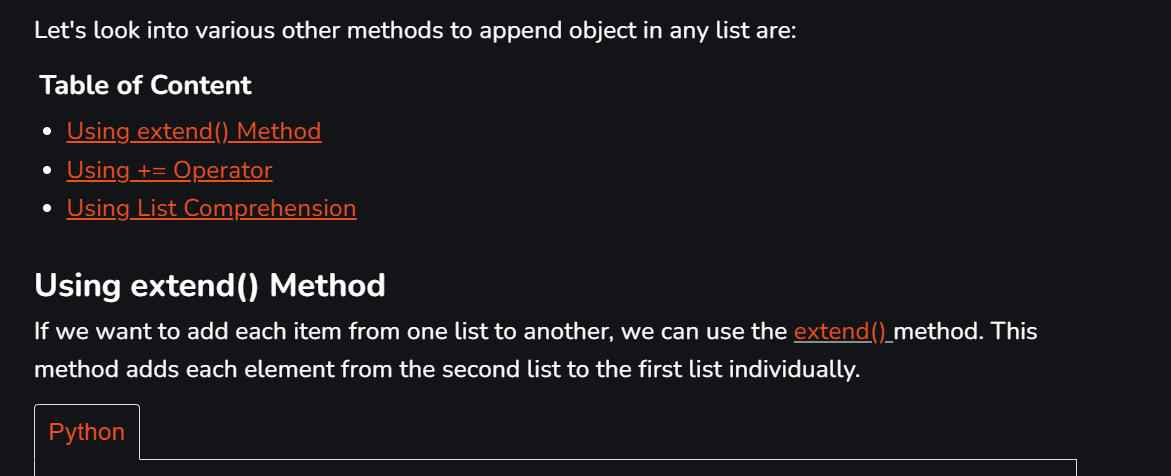 Let's look into various other methods to append object in any list are:
Table of Content
Using extend() Method
Using += Operator
Using List Comprehension
Using extend() Method
If we want to add each item from one list to another, we can use the extend() method. This
method adds each element from the second list to the first list individually.
Python